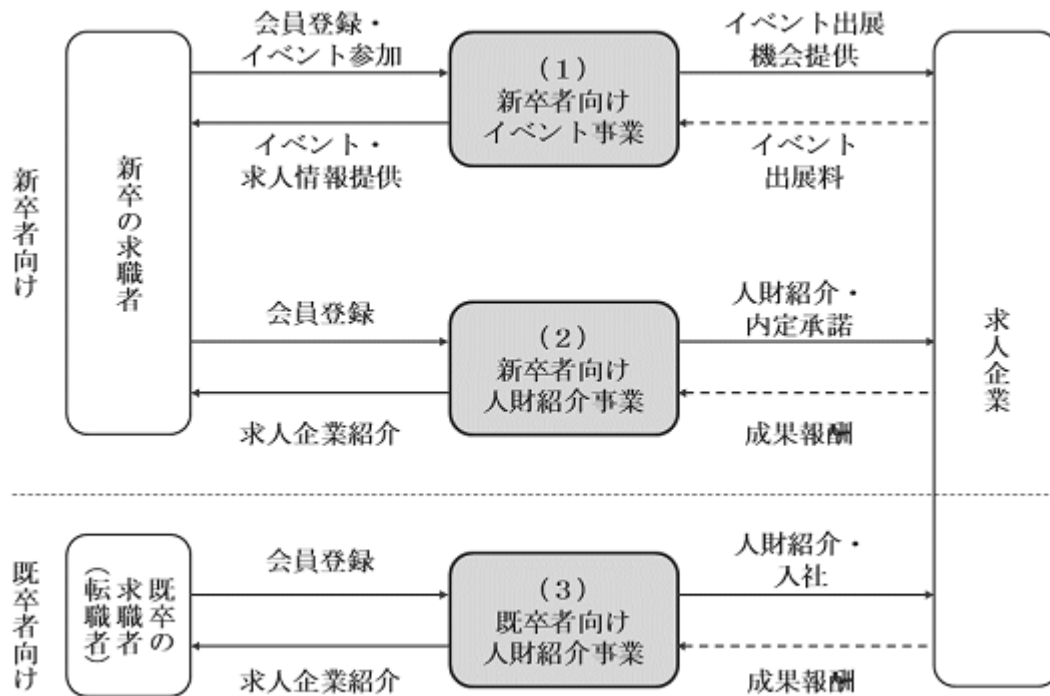 新卒者向け
新卒の求職者
会員登録・
イベント参加
イベント・
求人情報提供
(1)
新卒者向け
イベント事業
イベント出展
機会提供
イベント
出展料
会員登録
求人企業紹介
(2)
新卒者向け
人財紹介事業
人財紹介・
内定承諾
成果報酬
求人企業
既卒者向け
既卒の
求職者
(転職者)
会員登録
求人企業紹介
(3)
既卒者向け
人財紹介事業
人財紹介・
入社
成果報酬